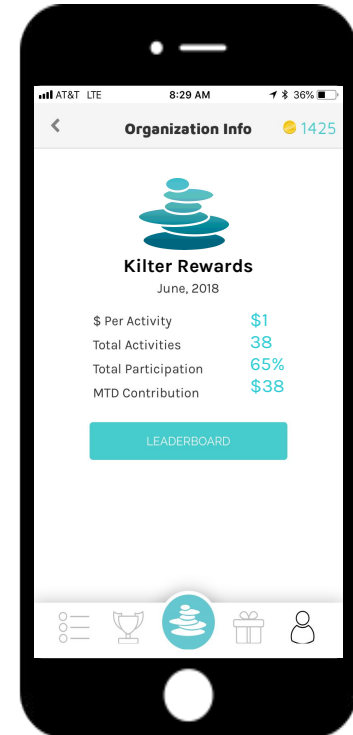 AT&T LTE 8:29 AM 36%
Organization Info 1425
Kilter Rewards
June, 2018
$ Per Activity $1
Total Activities 38
Total Participation 65%
MTD Contribution $38
LEADERBOARD